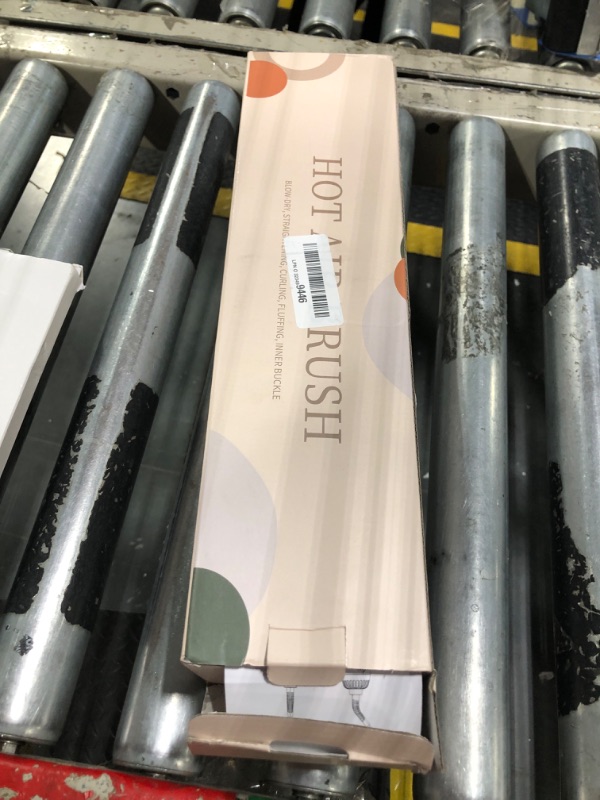 HOT AIR BRUSH
BLOW-DRY, STRAIGHTENING, CURLING, FLUFFING, INNER BUCKLE
9446